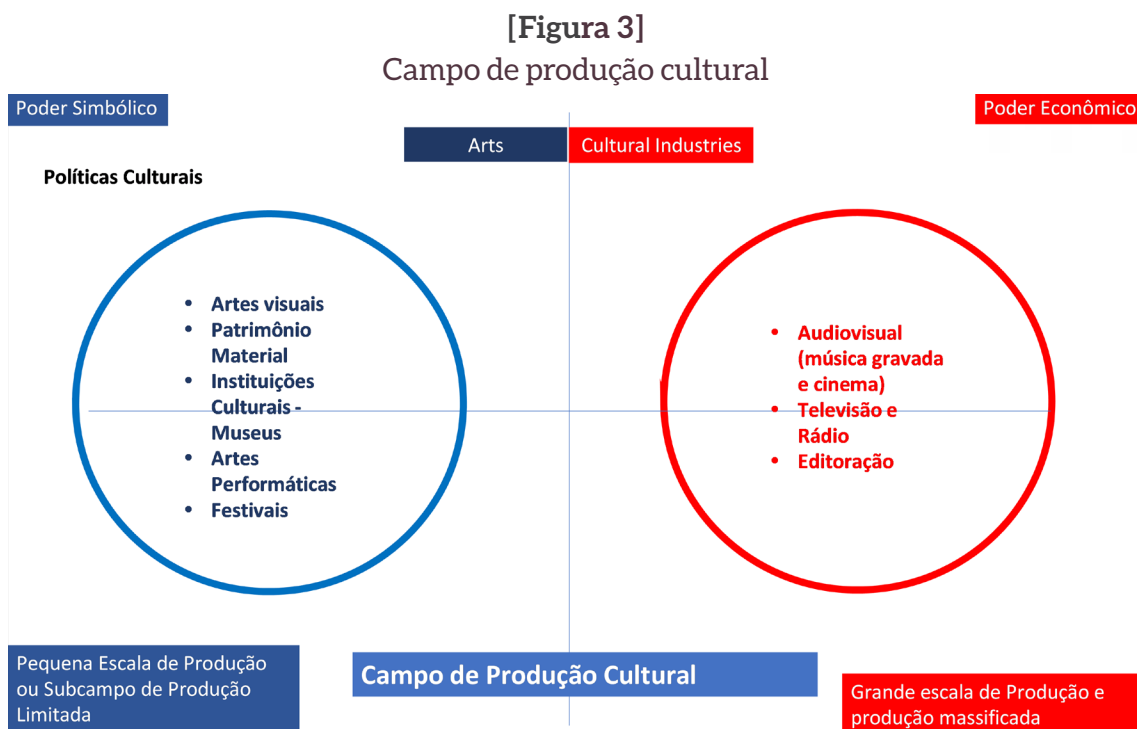 [Figura 3]
Campo de produção cultural
Poder Simbólico
Poder Econômico
Arts
Cultural Industries
Políticas Culturais
• Artes visuais
• Patrimônio
Material
• Instituições
Culturais -
Museus
• Artes
Performáticas
• Festivais
• Audiovisual
(música gravada
e cinema)
• Televisão e
Rádio
• Editoração
Pequena Escala de Produção
ou Subcampo de Produção
Limitada
Campo de Produção Cultural
Grande escala de Produção e
produção massificada